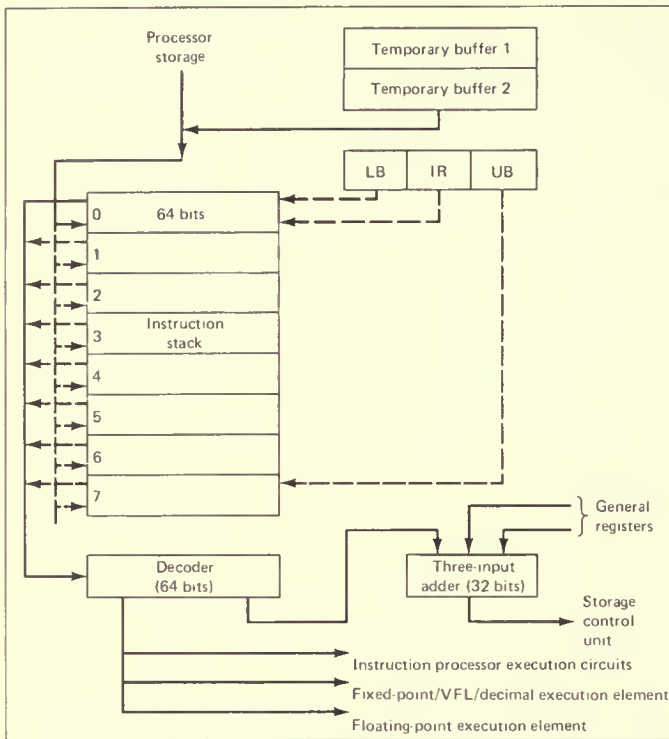 Processor
storage
Temporary buffer 1
Temporary buffer 2
LB IR UB
0 64 bits
1
2
3 Instruction
stack
4
5
6
7
General
registers
Decoder
(64 bits)
Three-input
adder (32 bits)
Storage
control
unit
Instruction processor execution circuits
Fixed-point/VFL/decimal execution element
Floating-point execution element